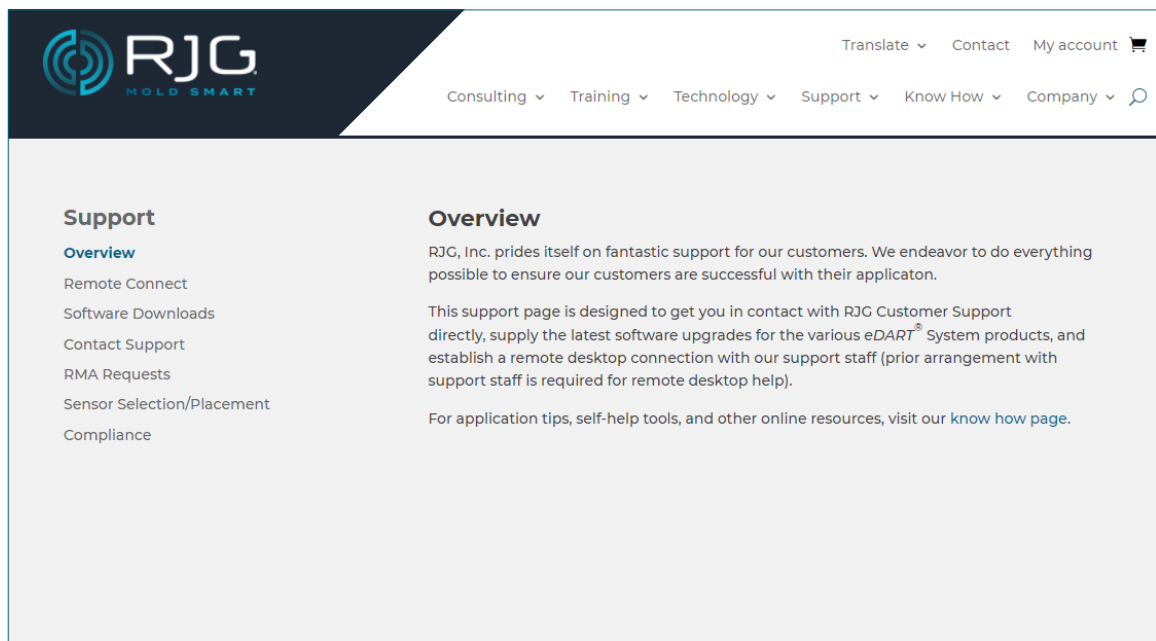 RJG
MOLD SMART
Translate Contact My account
Consulting Training Technology Support Know How Company
Support
Overview
Remote Connect
Software Downloads
Contact Support
RMA Requests
Sensor Selection/Placement
Compliance
Overview
RJG, Inc. prides itself on fantastic support for our customers. We endeavor to do everything
possible to ensure our customers are successful with their applicaton.
This support page is designed to get you in contact with RJG Customer Support
directly, supply the latest software upgrades for the various eDART® System products, and
establish a remote desktop connection with our support staff (prior arrangement with
support staff is required for remote desktop help).
For application tips, self-help tools, and other online resources, visit our know how page.